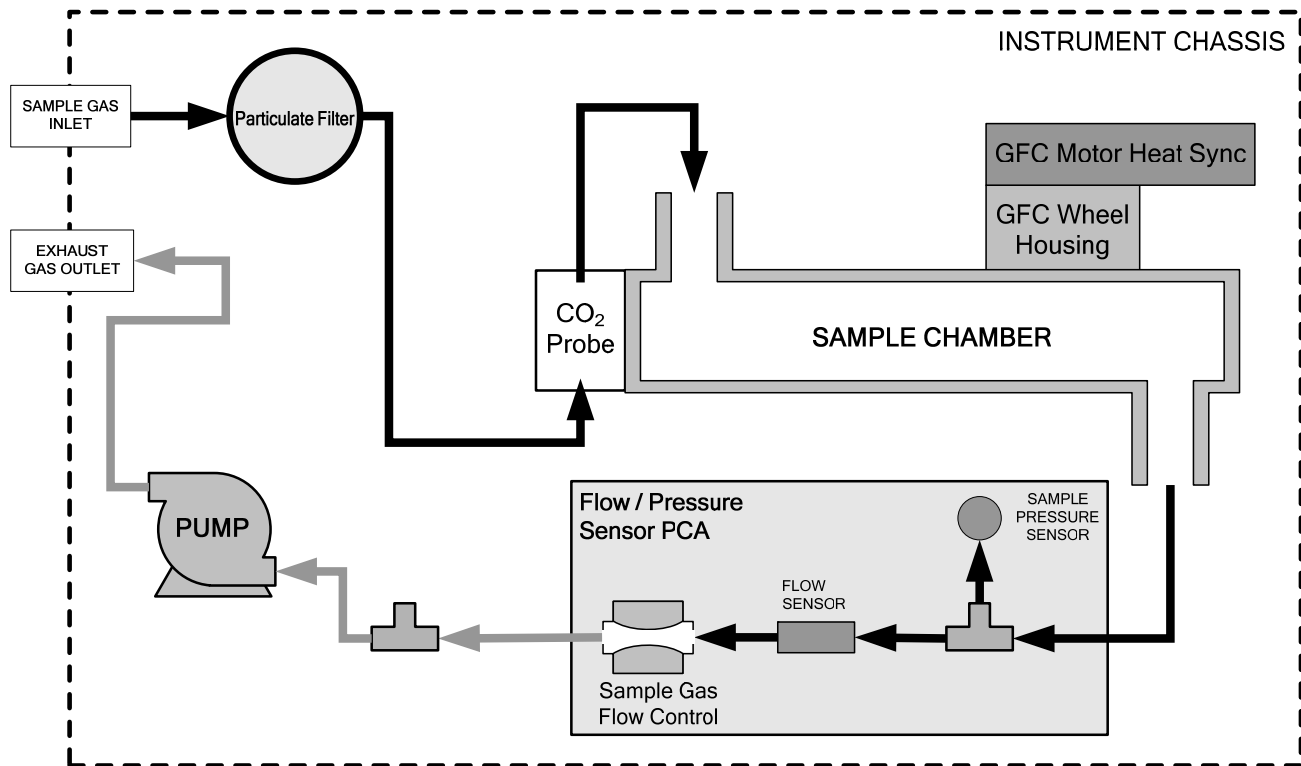 INSTRUMENT CHASSIS
SAMPLE GAS
INLET
Particulate Filter
GFC Motor Heat Sync
GFC Wheel
Housing
EXHAUST
GAS OUTLET
CO₂
Probe
SAMPLE CHAMBER
PUMP
Flow / Pressure
Sensor PCA
SAMPLE
PRESSURE
SENSOR
FLOW
SENSOR
Sample Gas
Flow Control